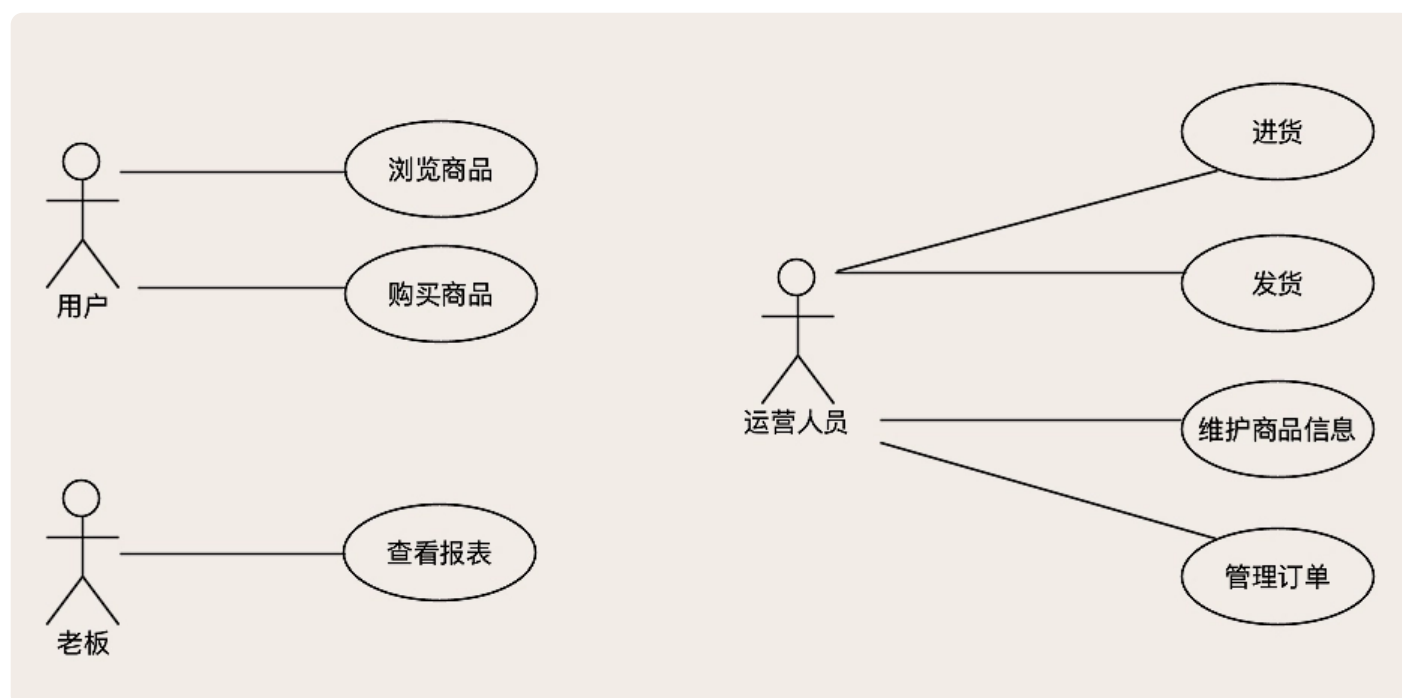 浏览商品
购买商品
用户
查看报表
老板
进货
发货
运营人员
维护商品信息
管理订单